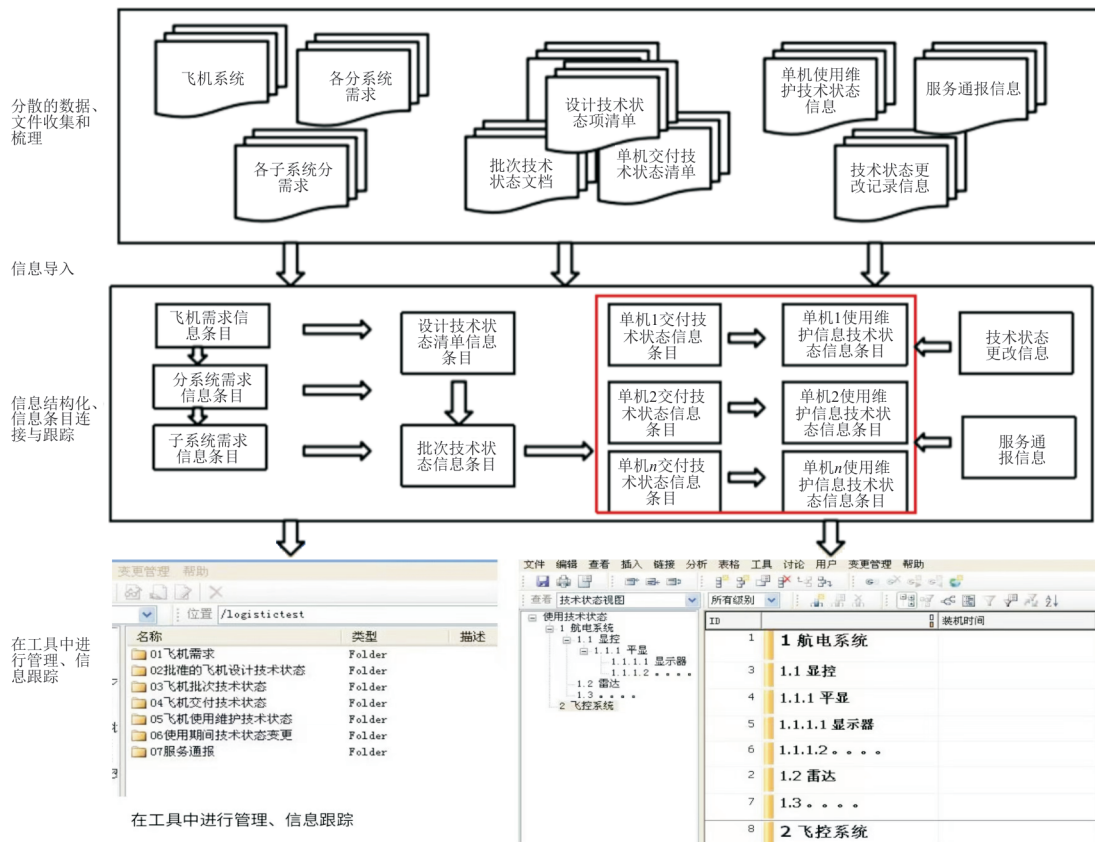 飞机系统
各分系统
需求
各子系统分
需求
设计技术状
态项清单
批次技术
状态文档
单机交付技
术状态清单
单机使用维
护技术状态
信息
服务通报信息
技术状态更
改记录信息
分散的数据、
文件收集和
梳理
信息导入
飞机需求信
息条目
分系统需求
信息条目
子系统需求
信息条目
设计技术状
态清单信息
条目
批次技术状
态信息条目
单机1交付技
术状态信息
条目
单机2交付技
术状态信息
条目
单机n交付技
术状态信息
条目
单机1使用维
护信息技术状
态信息条目
单机2使用维
护信息技术状
态信息条目
单机n使用维
护信息技术状
态信息条目
技术状态
更改信息
服务通
报信息
信息结构化、
信息条目连
接与跟踪
在工具中进
行管理、信
息跟踪
变更管理 帮助
位置 /logistictest
名称 类型 描述
01飞机需求 Folder
02批准的飞机设计技术状态 Folder
03飞机批次技术状态 Folder
04飞机交付技术状态 Folder
05飞机使用维护技术状态 Folder
06使用期间技术状态变更 Folder
07服务通报 Folder
在工具中进行管理、信息跟踪
文件 编辑 查看 插入 链接 分析 表格 工具 讨论 用户 变更管理 帮助
查看 技术状态视图 所有级别
使用技术状态
1 航电系统
1.1 显控
1.1.1 平显
1.1.1.1 显示器
1.1.1.2 。。。。
1.2 雷达
1.3 。。。。
2 飞控系统
ID 装机时间
1 1 航电系统
3 1.1 显控
4 1.1.1 平显
5 1.1.1.1 显示器
6 1.1.1.2 。。。。
2 1.2 雷达
7 1.3 。。。。
8 2 飞控系统